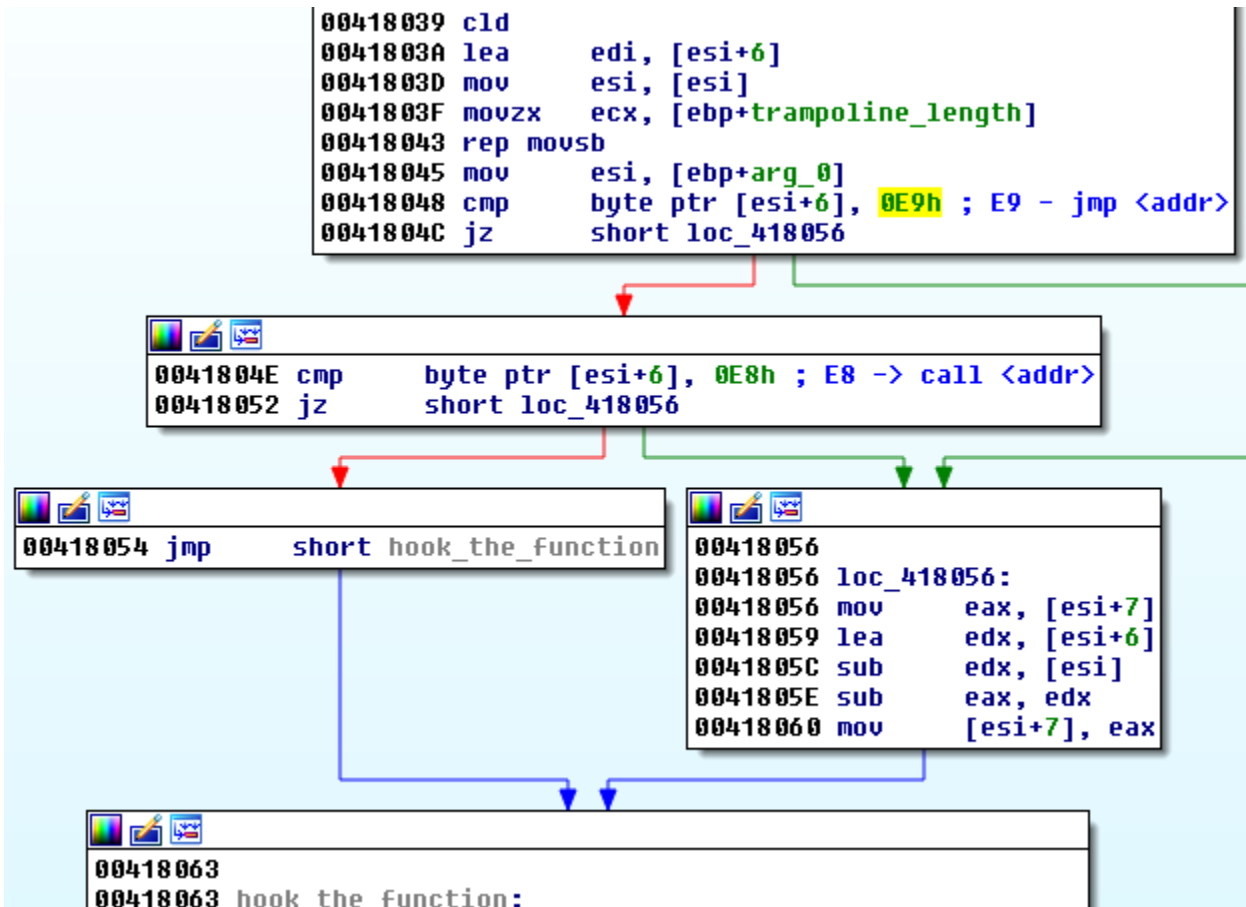 00418039 cld
0041803A lea edi, [esi+6]
0041803D mov esi, [esi]
0041803F movzx ecx, [ebp+trampoline_length]
00418043 rep movsb
00418045 mov esi, [ebp+arg_0]
00418048 cmp byte ptr [esi+6], 0E9h ; E9 - jmp <addr>
0041804C jz short loc_418056
0041804E cmp byte ptr [esi+6], 0E8h ; E8 -> call <addr>
00418052 jz short loc_418056
00418054 jmp short hook_the_function
00418056
00418056 loc_418056:
00418056 mov eax, [esi+7]
00418059 lea edx, [esi+6]
0041805C sub edx, [esi]
0041805E sub eax, edx
00418060 mov [esi+7], eax
00418063
00418063 hook_the_function: